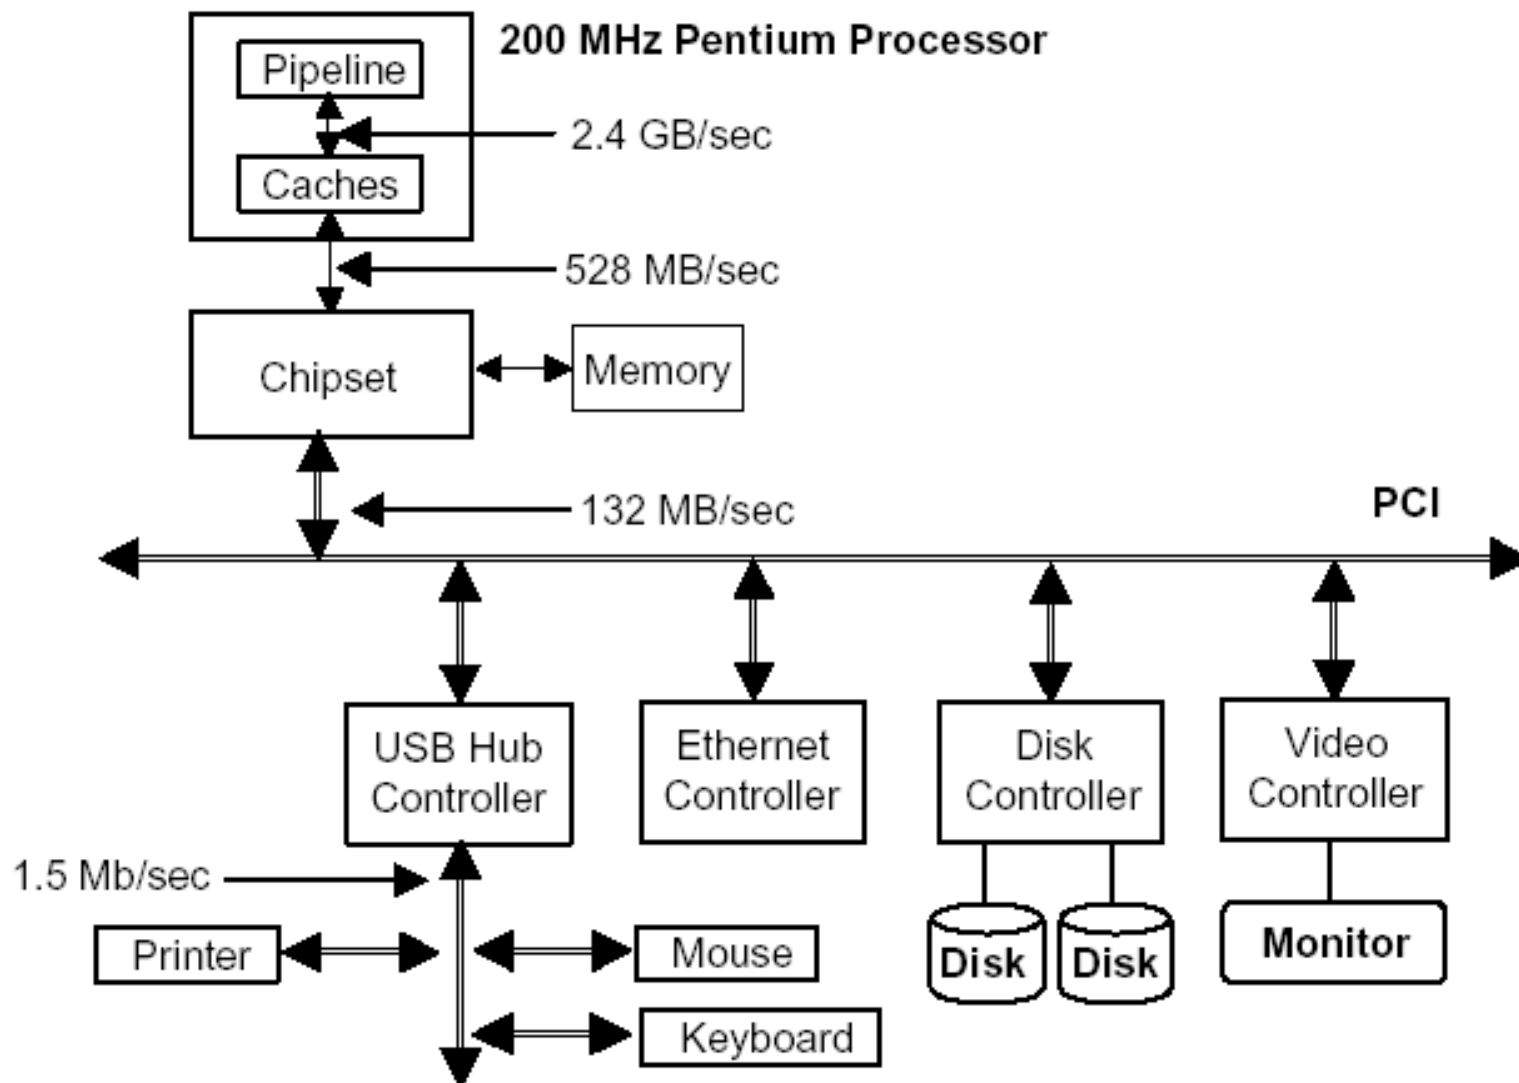 200 MHz Pentium Processor
Pipeline
2.4 GB/sec
Caches
528 MB/sec
Chipset
Memory
132 MB/sec
PCI
USB Hub
Controller
Ethernet
Controller
Disk
Controller
Video
Controller
1.5 Mb/sec
Printer
Mouse
Keyboard
Disk
Disk
Monitor